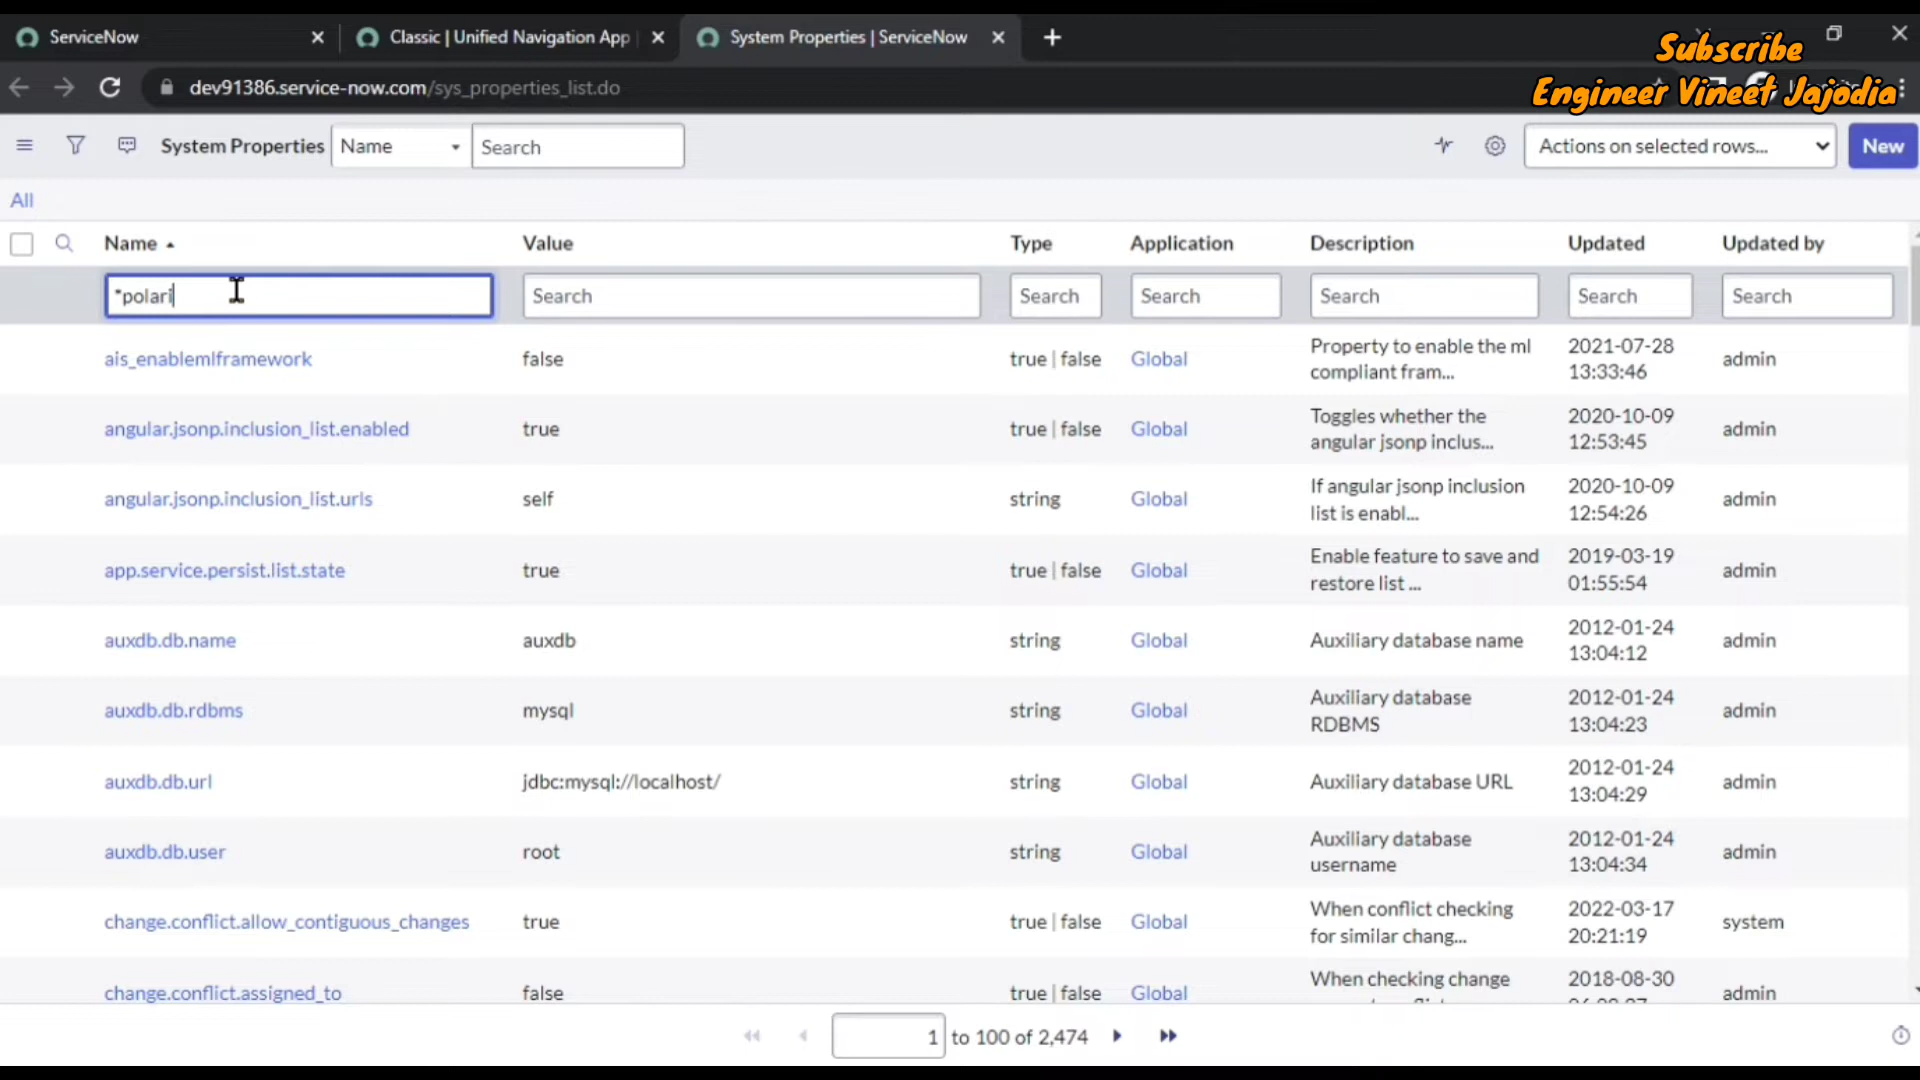 ServiceNow
Classic | Unified Navigation App
System Properties | ServiceNow
Subscribe
Engineer Vineet Jajodia
dev91386.service-now.com/sys_properties_list.do
System Properties Name Search Actions on selected rows... New
All
Name Value Type Application Description Updated Updated by
*polari Search Search Search Search Search Search
ais_enablemlframework false true | false Global Property to enable the ml compliant fram... 2021-07-28 13:33:46 admin
angular.jsonp.inclusion_list.enabled true true | false Global Toggles whether the angular jsonp inclus... 2020-10-09 12:53:45 admin
angular.jsonp.inclusion_list.urls self string Global If angular jsonp inclusion list is enabl... 2020-10-09 12:54:26 admin
app.service.persist.list.state true true | false Global Enable feature to save and restore list ... 2019-03-19 01:55:54 admin
auxdb.db.name auxdb string Global Auxiliary database name 2012-01-24 13:04:12 admin
auxdb.db.rdbms mysql string Global Auxiliary database RDBMS 2012-01-24 13:04:23 admin
auxdb.db.url jdbc:mysql://localhost/ string Global Auxiliary database URL 2012-01-24 13:04:29 admin
auxdb.db.user root string Global Auxiliary database username 2012-01-24 13:04:34 admin
change.conflict.allow_contiguous_changes true true | false Global When conflict checking for similar chang... 2022-03-17 20:21:19 system
change.conflict.assigned_to false true | false Global When checking change 2018-08-30 admin
1 to 100 of 2,474